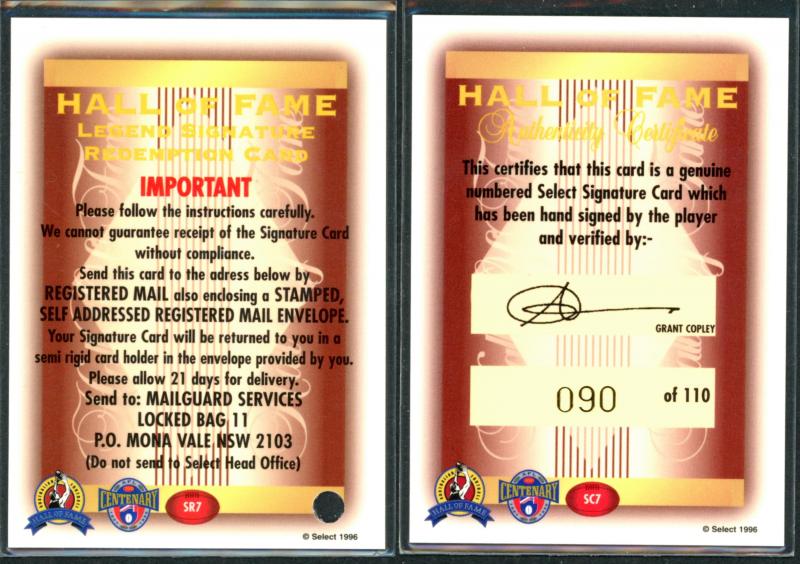 HALL OF FAME
LEGEND SIGNATURE
REDEMPTION CARD
IMPORTANT
Please follow the instructions carefully.
We cannot guarantee receipt of the Signature Card
without compliance.
Send this card to the adress below by
REGISTERED MAIL also enclosing a STAMPED,
SELF ADDRESSED REGISTERED MAIL ENVELOPE.
Your Signature Card will be returned to you in a
semi rigid card holder in the envelope provided by you.
Please allow 21 days for delivery.
Send to: MAILGUARD SERVICES
LOCKED BAG 11
P.O. MONA VALE NSW 2103
(Do not send to Select Head Office)
HALL OF FAME
AFL
CENTENARY
SR7
© Select 1996
HALL OF FAME
Authenticity Certificate
This certifies that this card is a genuine
numbered Select Signature Card which
has been hand signed by the player
and verified by:-
GRANT COPLEY
090 of 110
HALL OF FAME
AFL
CENTENARY
SC7
© Select 1996